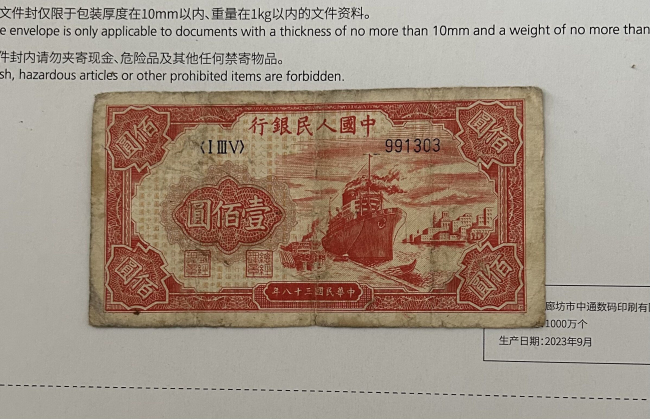 文件封仅限于包装厚度在10mm以内、重量在1kg以内的文件资料。
e envelope is only applicable to documents with a thickness of no more than 10mm and a weight of no more than
件封内请勿夹寄现金、危险品及其他任何禁寄物品。
sh, hazardous articles or other prohibited items are forbidden.
圓佰
行銀民人國中
圓佰
〈I III V〉
991303
圓佰壹
圓佰
年八十三國民華中
圓佰
廊坊市中通数码印刷有
1000万个
生产日期:2023年9月